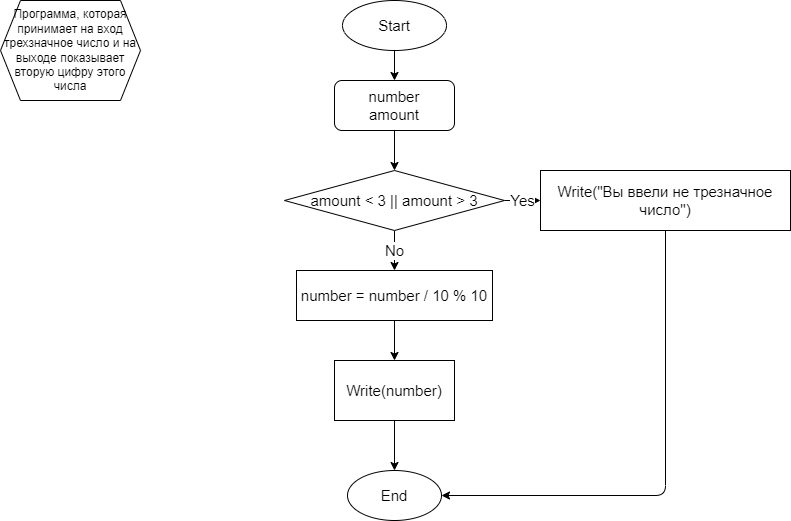 Программа, которая
принимает на вход
трехзначное число и на
выходе показывает
вторую цифру этого
числа
Start
number
amount
amount < 3 || amount > 3
Yes
Write("Вы ввели не трезначное
число")
No
number = number / 10 % 10
Write(number)
End